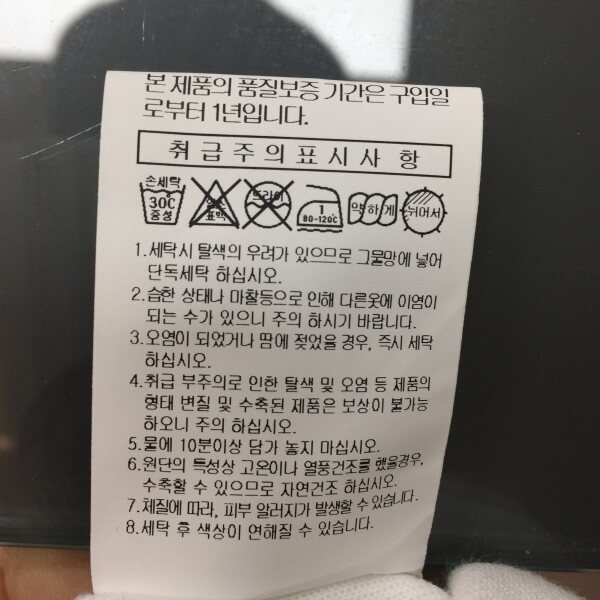 본 제품의 품질보증 기간은 구입일
로부터 1년입니다.
취급주의표시사항
손세탁
30℃
중성
염소
표백
드라이
1
80~120℃
약하게
뉘어서
1.세탁시 탈색의 우려가 있으므로 그물망에 넣어
단독세탁 하십시오.
2.습한 상태나 마찰등으로 인해 다른옷에 이염이
되는 수가 있으니 주의 하시기 바랍니다.
3.오염이 되었거나 땀에 젖었을 경우, 즉시 세탁
하십시오.
4.취급 부주의로 인한 탈색 및 오염 등 제품의
형태 변질 및 수축된 제품은 보상이 불가능
하오니 주의 하십시오.
5.물에 10분이상 담가 놓지 마십시오.
6.원단의 특성상 고온이나 열풍건조를 했을경우,
수축할 수 있으므로 자연건조 하십시오.
7.체질에 따라, 피부 알러지가 발생할 수 있습니다.
8.세탁 후 색상이 연해질 수 있습니다.